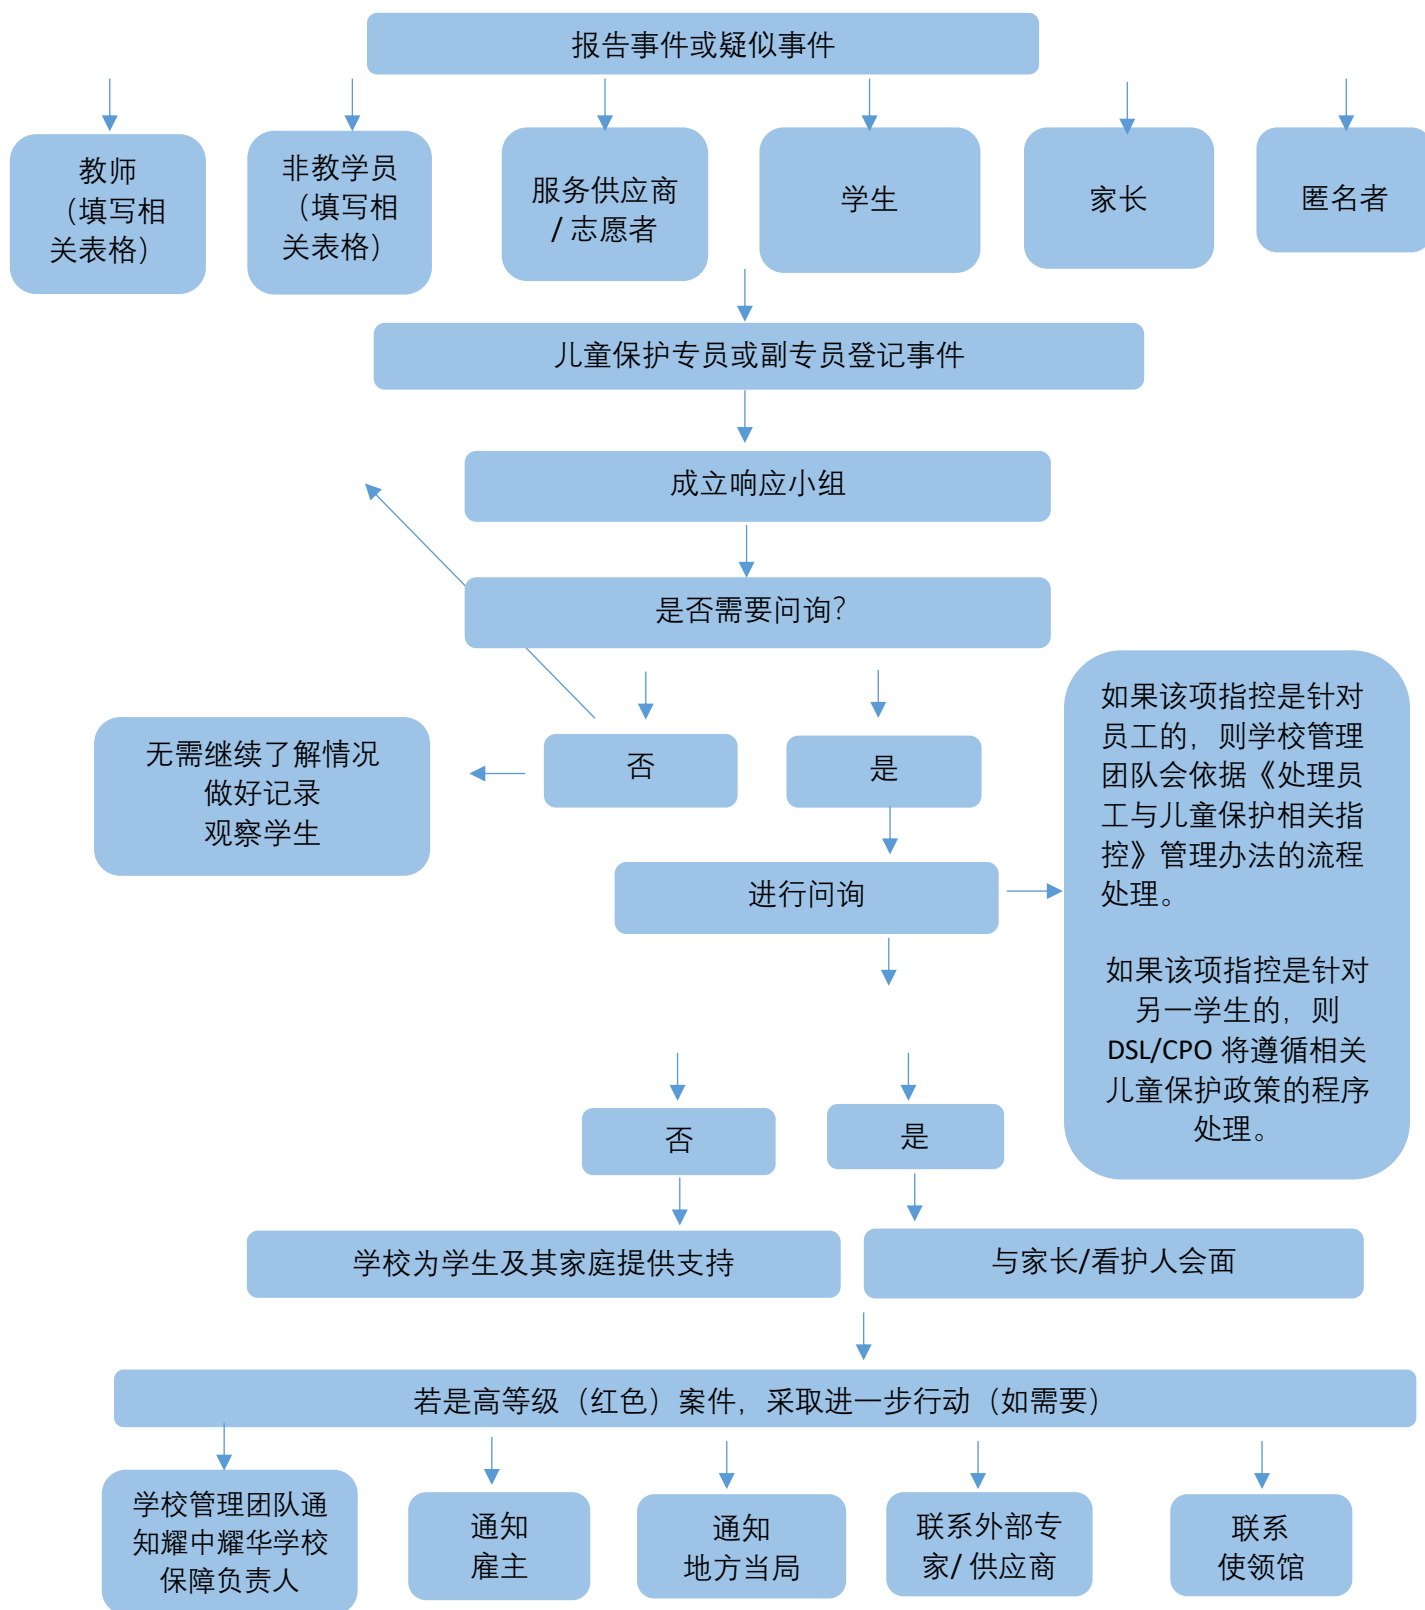 报告事件或疑似事件
教师
（填写相
关表格）
非教学员
（填写相
关表格）
服务供应商
/ 志愿者
学生
家长
匿名者
儿童保护专员或副专员登记事件
成立响应小组
是否需要问询？
否
是
无需继续了解情况
做好记录
观察学生
进行问询
如果该项指控是针对
员工的，则学校管理
团队会依据《处理员
工与儿童保护相关指
控》管理办法的流程
处理。
如果该项指控是针对
另一学生的，则
DSL/CPO 将遵循相关
儿童保护政策的程序
处理。
否
是
学校为学生及其家庭提供支持
与家长/看护人会面
若是高等级（红色）案件，采取进一步行动（如需要）
学校管理团队通
知耀中耀华学校
保障负责人
通知
雇主
通知
地方当局
联系外部专
家/ 供应商
联系
使领馆